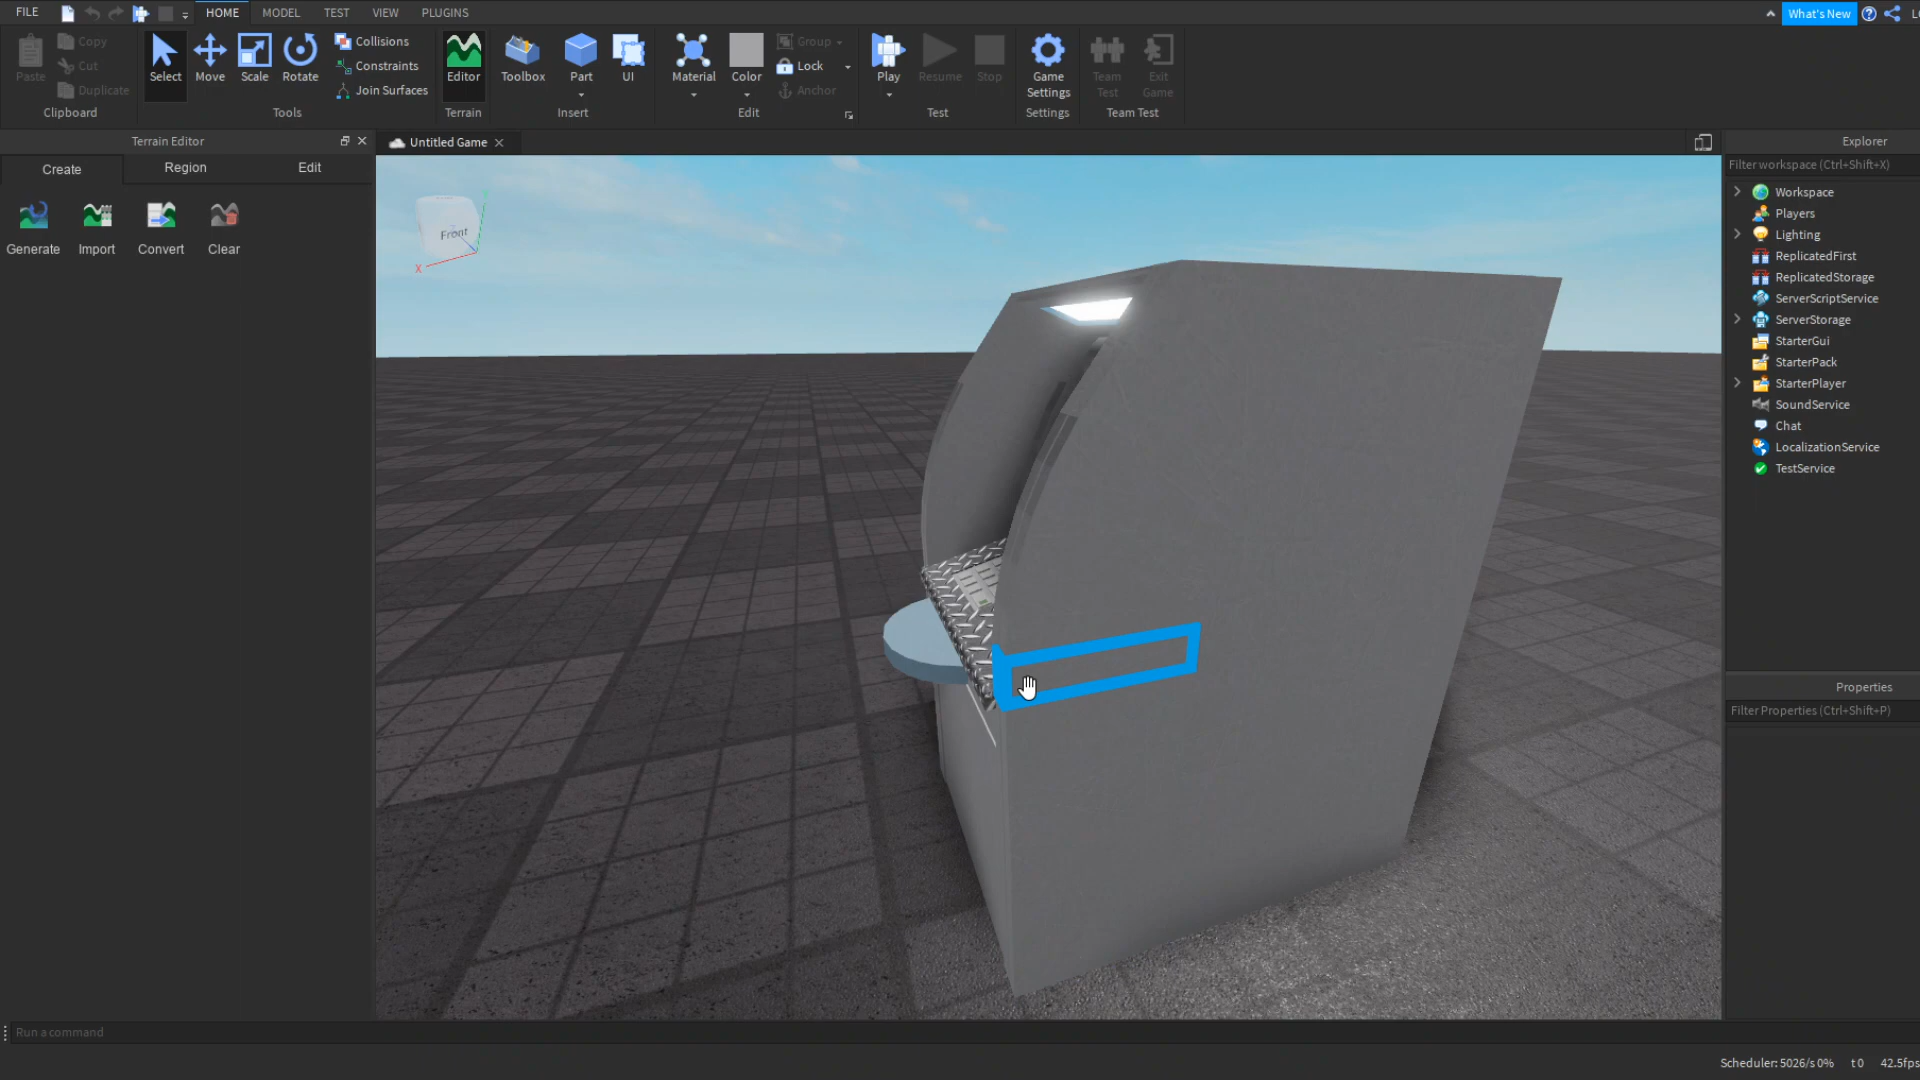 FILE
HOME
MODEL
TEST
VIEW
PLUGINS
What's New
Paste
Copy
Cut
Duplicate
Clipboard
Select
Move
Scale
Rotate
Collisions
Constraints
Join Surfaces
Tools
Editor
Terrain
Toolbox
Part
UI
Insert
Material
Color
Group
Lock
Anchor
Edit
Play
Resume
Stop
Test
Game
Settings
Settings
Team
Test
Exit
Game
Team Test
Terrain Editor
Untitled Game
Explorer
Create
Region
Edit
Generate
Import
Convert
Clear
Front
X
Filter workspace (Ctrl+Shift+X)
Workspace
Players
Lighting
ReplicatedFirst
ReplicatedStorage
ServerScriptService
ServerStorage
StarterGui
StarterPack
StarterPlayer
SoundService
Chat
LocalizationService
TestService
Properties
Filter Properties (Ctrl+Shift+P)
Run a command
Scheduler: 5026/s 0%
t 0
42.5fps